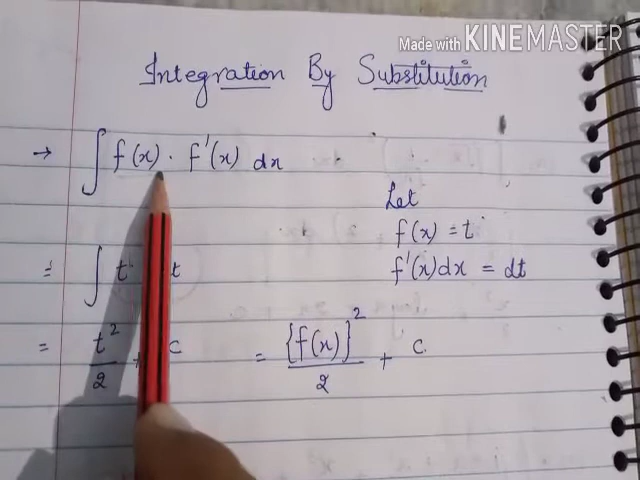 Made with KINEMASTER
Integration By Substitution
→ ∫ f(x) · f'(x) dx
Let
f(x) = t
= ∫ t t
f'(x)dx = dt
= t²/2 + c = {f(x)}²/2 + c